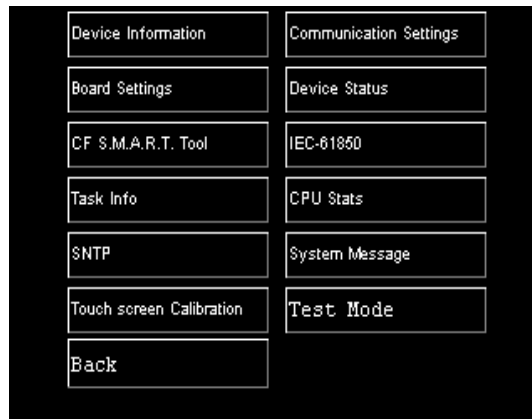 Device Information
Communication Settings
Board Settings
Device Status
CF S.M.A.R.T. Tool
IEC-61850
Task Info
CPU Stats
SNTP
System Message
Touch screen Calibration
Test Mode
Back